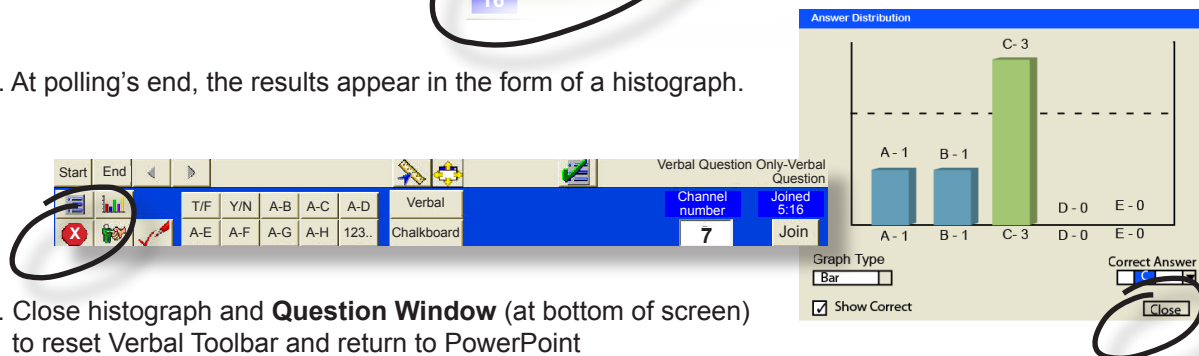 16
. At polling's end, the results appear in the form of a histograph.
Start End
Verbal Question Only-Verbal
Question
T/F Y/N A-B A-C A-D Verbal
A-E A-F A-G A-H 123.. Chalkboard
Channel
number
7
Joined
5:16
Join
. Close histograph and Question Window (at bottom of screen)
to reset Verbal Toolbar and return to PowerPoint
Answer Distribution
C- 3
A - 1 B - 1
D - 0 E - 0
A - 1 B - 1 C- 3 D - 0 E - 0
Graph Type
Bar
Correct Answer
C
Show Correct
Close